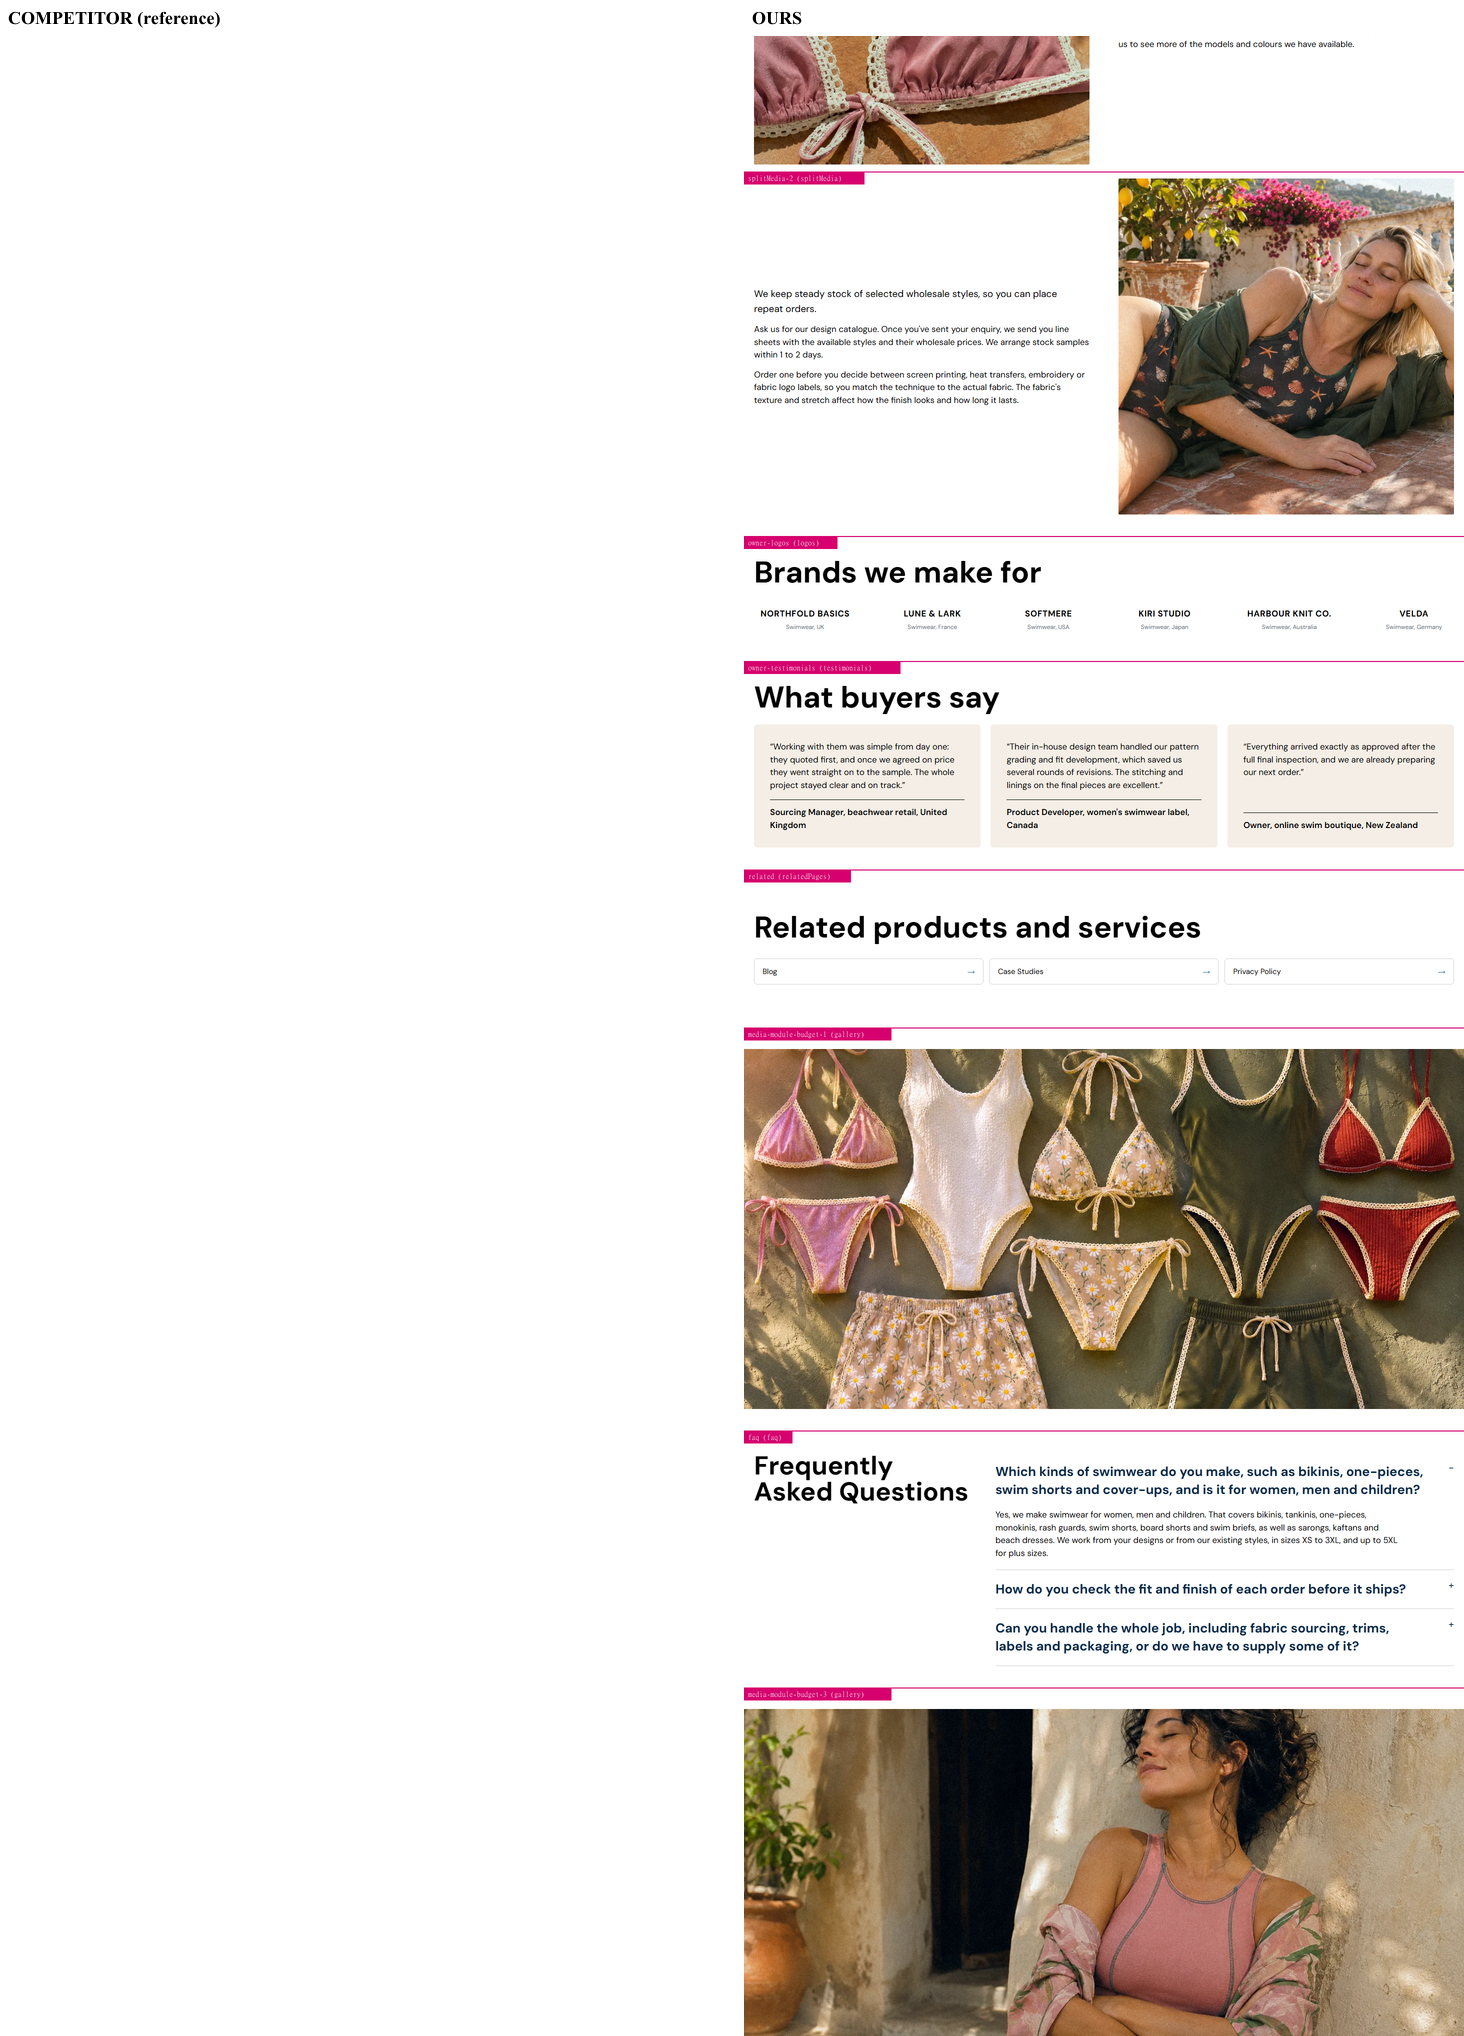 COMPETITOR (reference)
OURS
us to see more of the models and colours we have available.
splitMedia-2 (splitMedia)
We keep steady stock of selected wholesale styles, so you can place
repeat orders.
Ask us for our design catalogue. Once you've sent your enquiry, we send you line
sheets with the available styles and their wholesale prices. We arrange stock samples
within 1 to 2 days.
Order one before you decide between screen printing, heat transfers, embroidery or
fabric logo labels, so you match the technique to the actual fabric. The fabric's
texture and stretch affect how the finish looks and how long it lasts.
owner-logos (logos)
Brands we make for
NORTHFOLD BASICS
Swimwear, UK
LUNE & LARK
Swimwear, France
SOFTMERE
Swimwear, USA
KIRI STUDIO
Swimwear, Japan
HARBOUR KNIT CO.
Swimwear, Australia
VELDA
Swimwear, Germany
owner-testimonials (testimonials)
What buyers say
“Working with them was simple from day one:
they quoted first, and once we agreed on price
they went straight on to the sample. The whole
project stayed clear and on track.”
Sourcing Manager, beachwear retail, United
Kingdom
“Their in-house design team handled our pattern
grading and fit development, which saved us
several rounds of revisions. The stitching and
linings on the final pieces are excellent.”
Product Developer, women's swimwear label,
Canada
“Everything arrived exactly as approved after the
full final inspection, and we are already preparing
our next order.”
Owner, online swim boutique, New Zealand
related (relatedPages)
Related products and services
Blog →
Case Studies →
Privacy Policy →
media-module-budget-1 (gallery)
faq (faq)
Frequently
Asked Questions
Which kinds of swimwear do you make, such as bikinis, one-pieces, −
swim shorts and cover-ups, and is it for women, men and children?
Yes, we make swimwear for women, men and children. That covers bikinis, tankinis, one-pieces,
monokinis, rash guards, swim shorts, board shorts and swim briefs, as well as sarongs, kaftans and
beach dresses. We work from your designs or from our existing styles, in sizes XS to 3XL, and up to 5XL
for plus sizes.
How do you check the fit and finish of each order before it ships? +
Can you handle the whole job, including fabric sourcing, trims, +
labels and packaging, or do we have to supply some of it?
media-module-budget-3 (gallery)